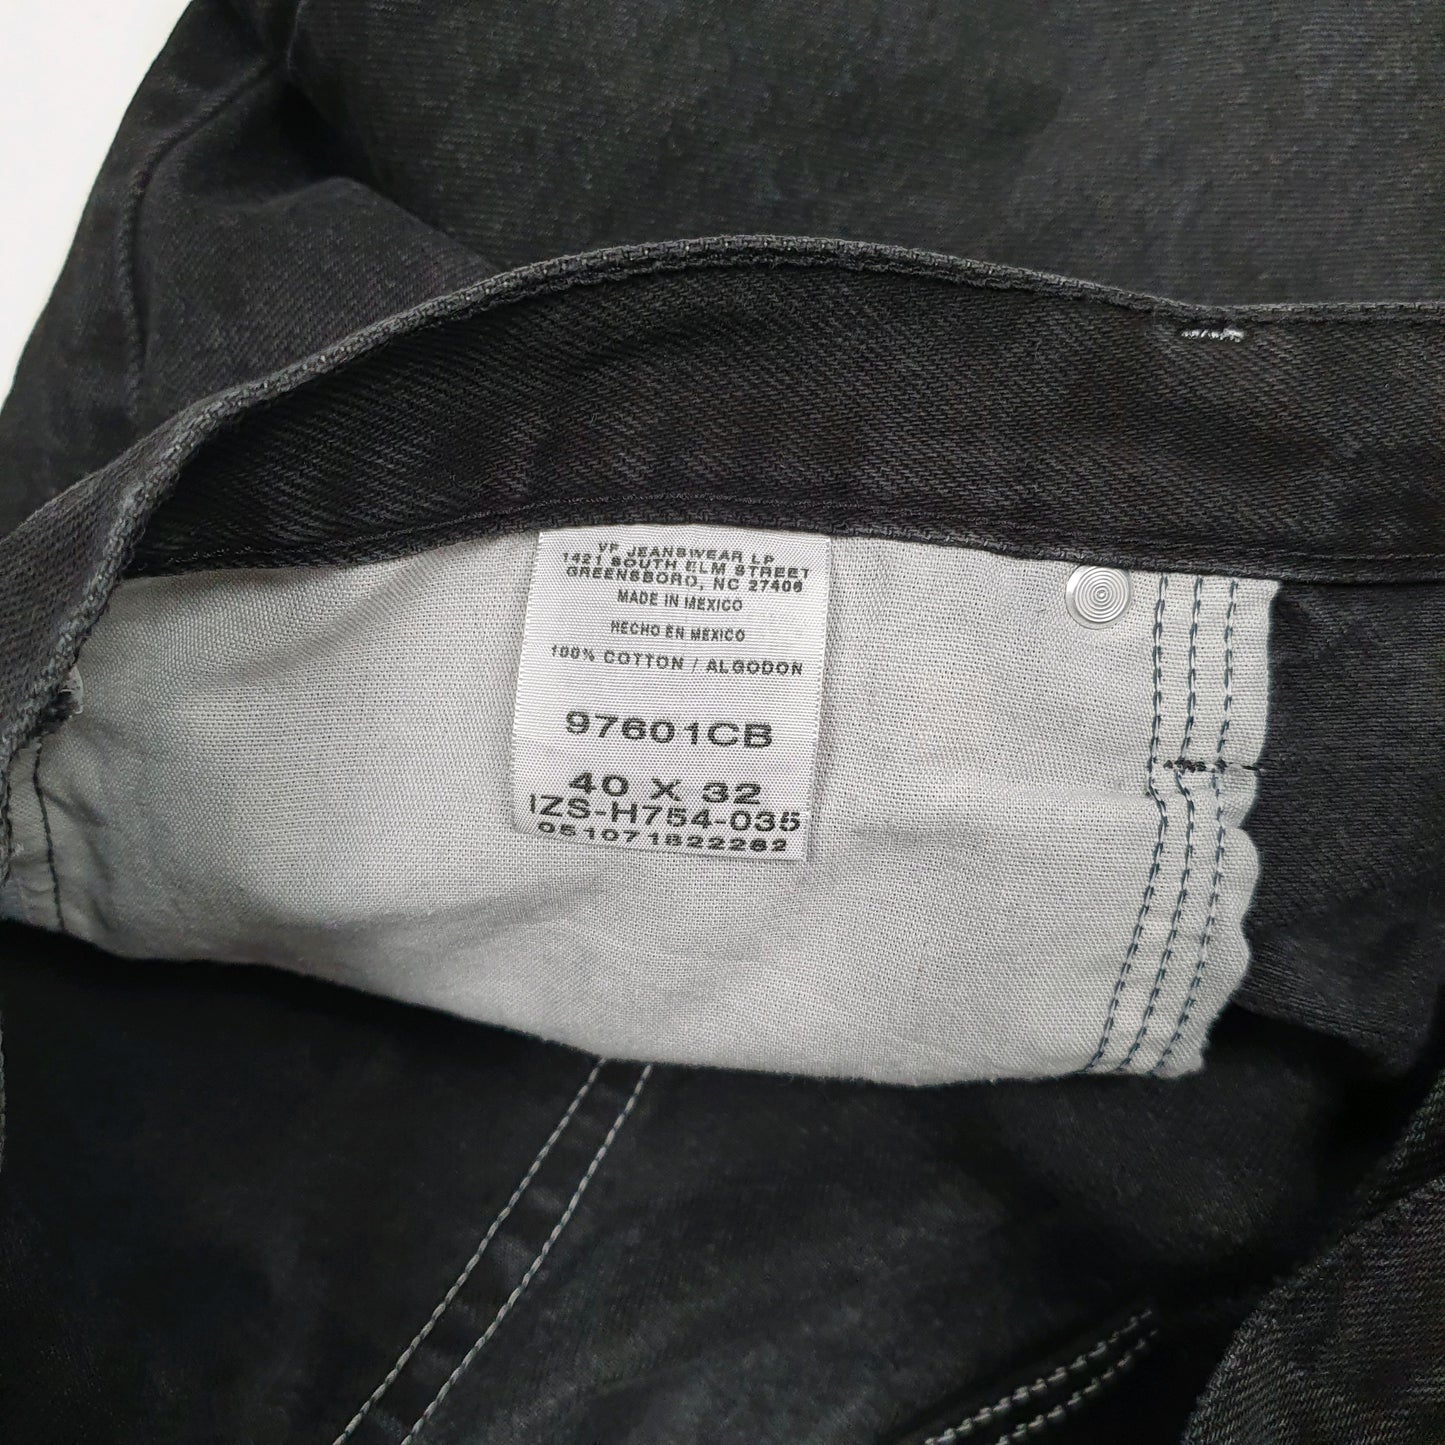 VF JEANSWEAR LP
1421 SOUTH ELM STREET
GREENSBORO, NC 27406
MADE IN MEXICO
HECHO EN MEXICO
100% COTTON / ALGODON
97601CB
40 X 32
IZS-H754-035
051071822262